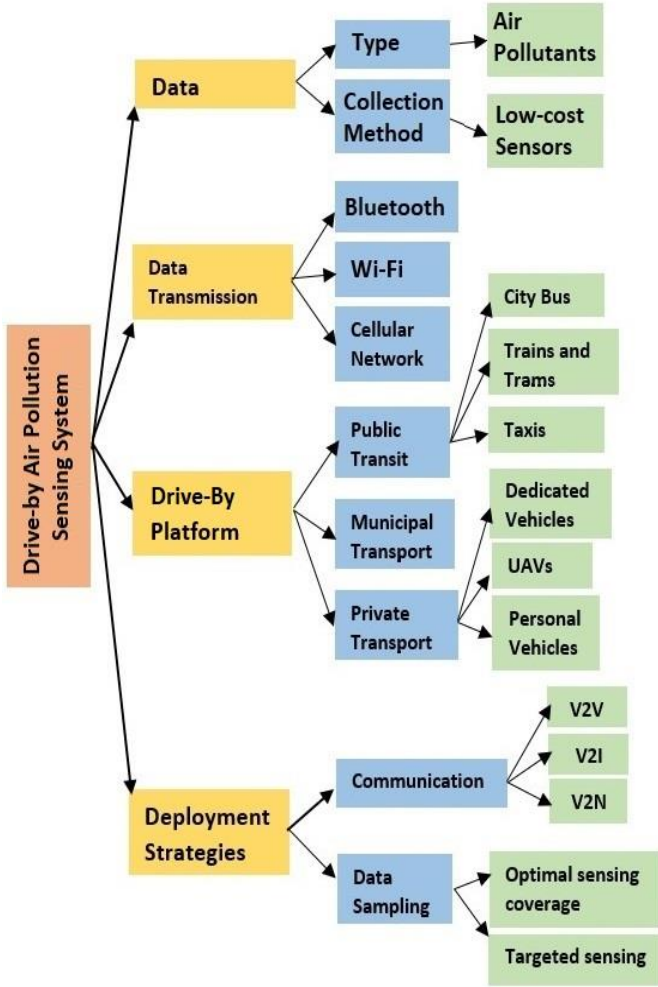 Drive-by Air Pollution
Sensing System
Data
Type
Air
Pollutants
Collection
Method
Low-cost
Sensors
Data
Transmission
Bluetooth
Wi-Fi
Cellular
Network
Drive-By
Platform
Public
Transit
City Bus
Trains and
Trams
Taxis
Municipal
Transport
Private
Transport
Dedicated
Vehicles
UAVs
Personal
Vehicles
Deployment
Strategies
Communication
V2V
V2I
V2N
Data
Sampling
Optimal sensing
coverage
Targeted sensing